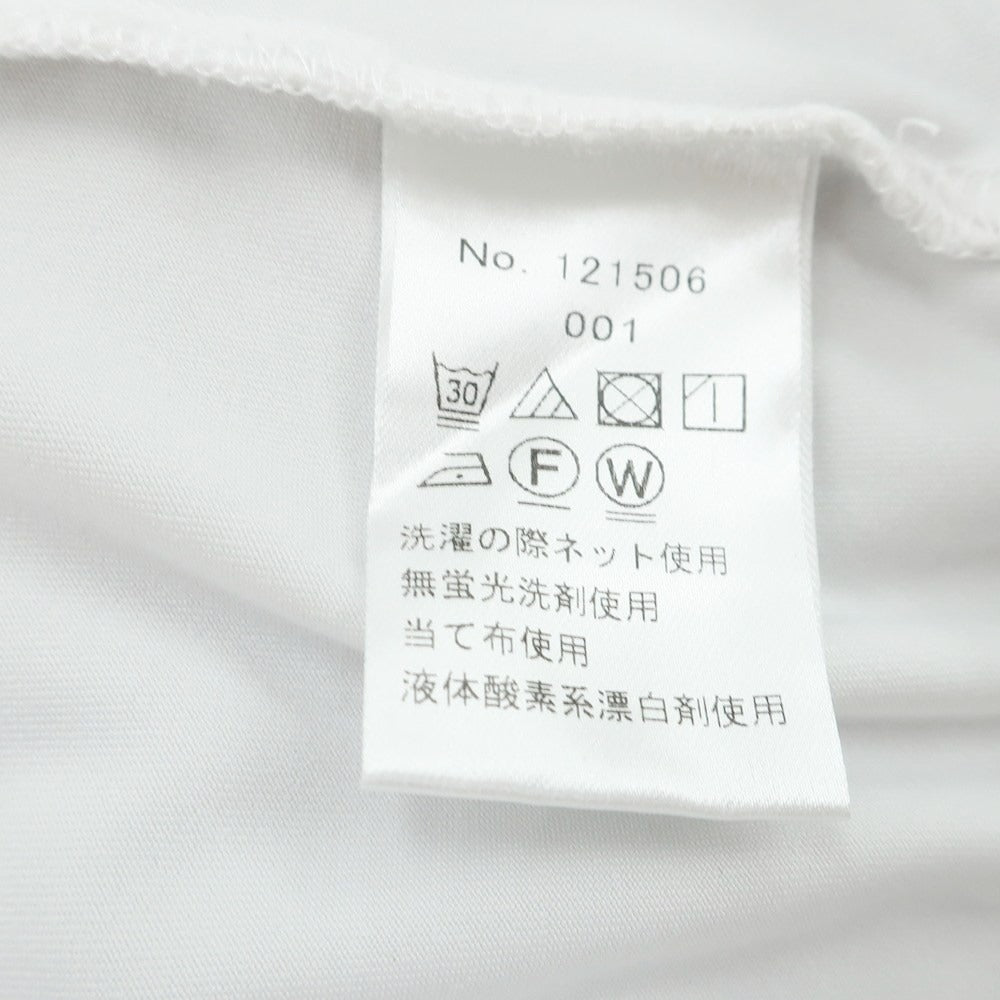 No. 121506
001
30
F W
洗濯の際ネット使用
無蛍光洗剤使用
当て布使用
液体酸素系漂白剤使用